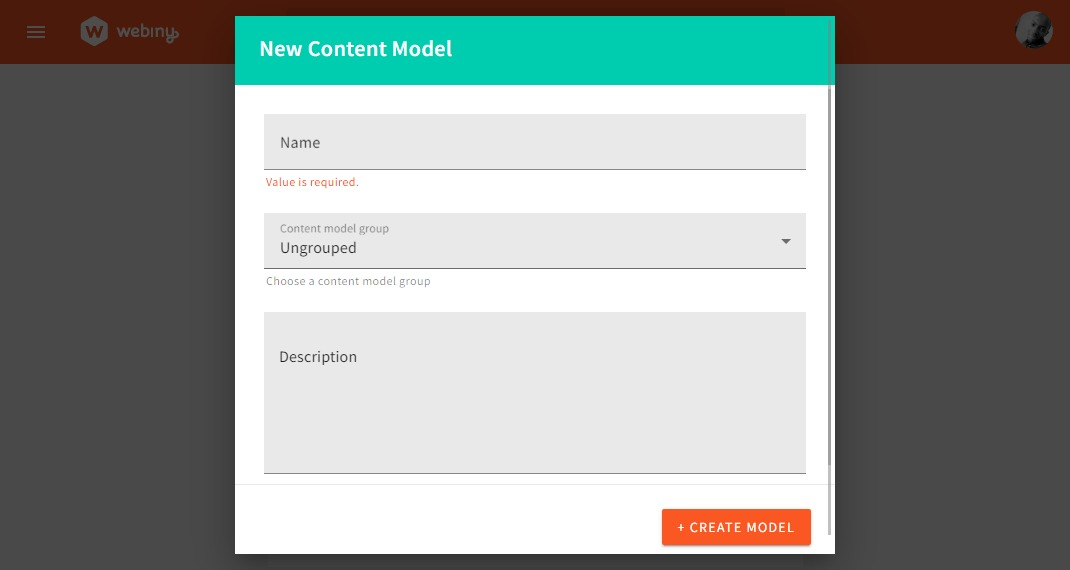 webiny
New Content Model
Name
Value is required.
Content model group
Ungrouped
Choose a content model group
Description
+ CREATE MODEL